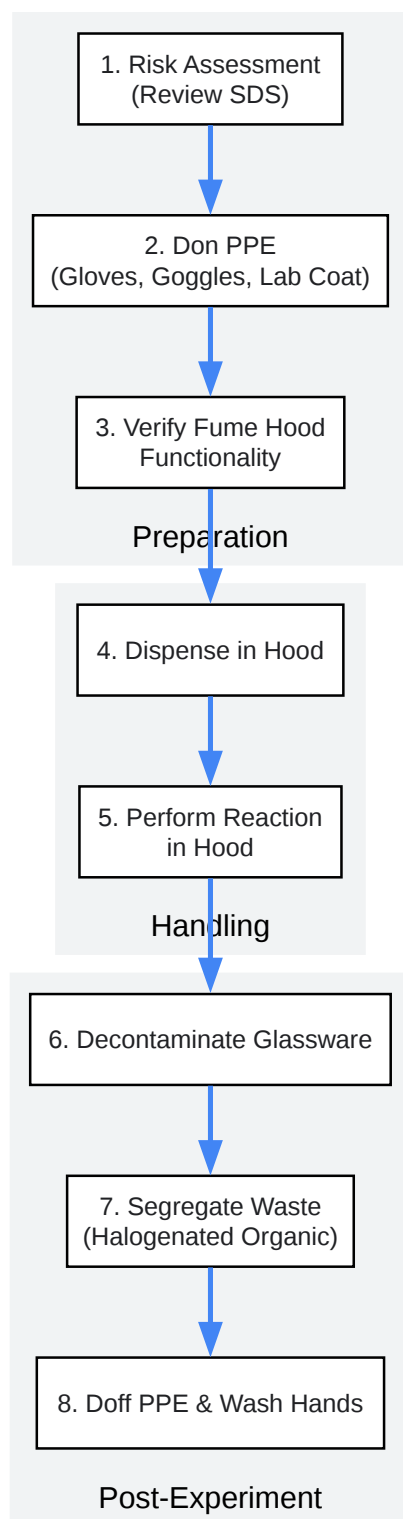 1. Risk Assessment
(Review SDS)
2. Don PPE
(Gloves, Goggles, Lab Coat)
3. Verify Fume Hood
Functionality
Preparation
4. Dispense in Hood
5. Perform Reaction
in Hood
Handling
6. Decontaminate Glassware
7. Segregate Waste
(Halogenated Organic)
8. Doff PPE & Wash Hands
Post-Experiment